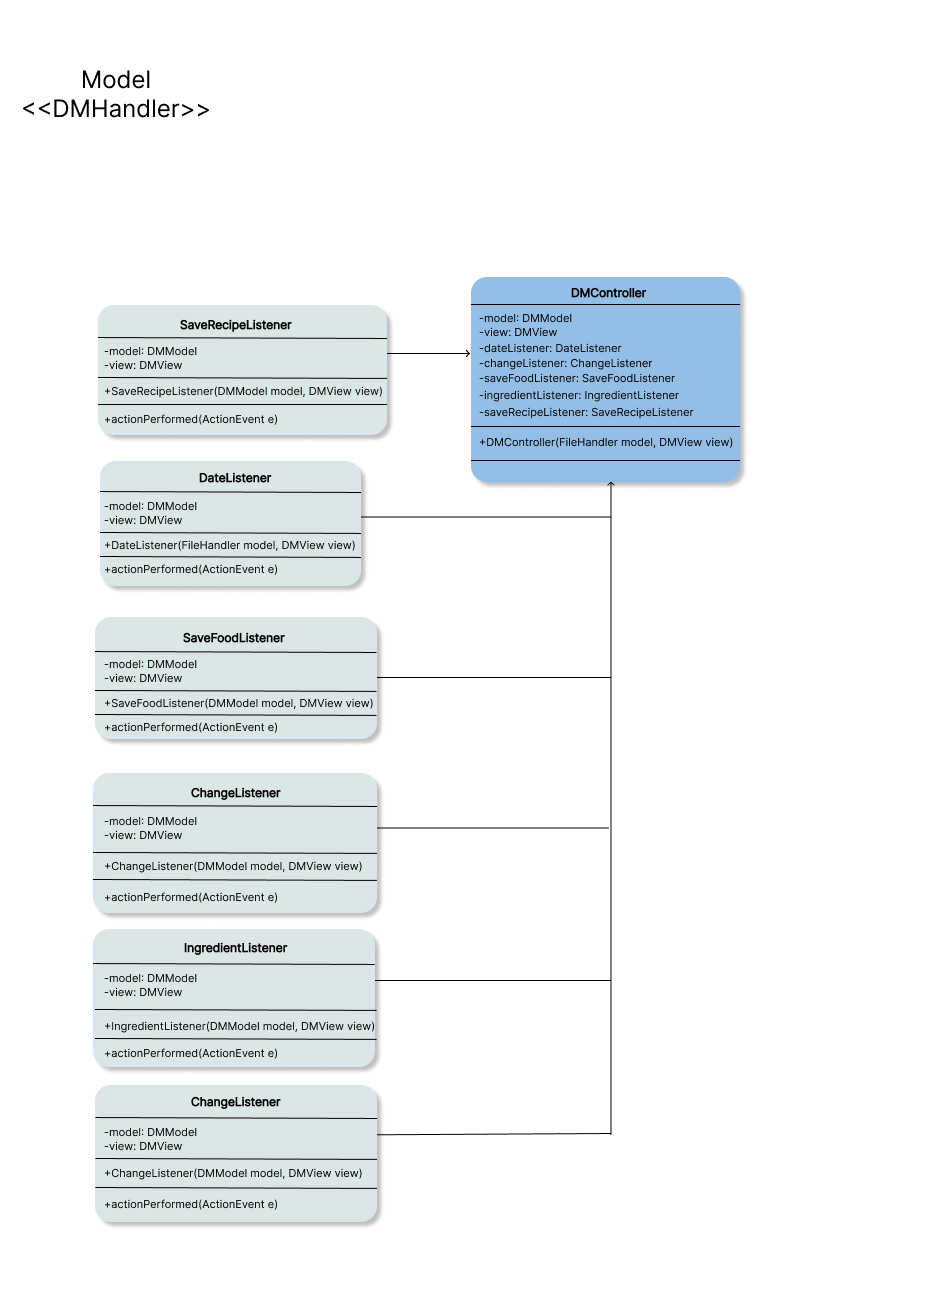 Model
<<DMHandler>>
DMController
-model: DMModel
-view: DMView
-dateListener: DateListener
-changeListener: ChangeListener
-saveFoodListener: SaveFoodListener
-ingredientListener: IngredientListener
-saveRecipeListener: SaveRecipeListener
+DMController(FileHandler model, DMView view)
SaveRecipeListener
-model: DMModel
-view: DMView
+SaveRecipeListener(DMModel model, DMView view)
+actionPerformed(ActionEvent e)
DateListener
-model: DMModel
-view: DMView
+DateListener(FileHandler model, DMView view)
+actionPerformed(ActionEvent e)
SaveFoodListener
-model: DMModel
-view: DMView
+SaveFoodListener(DMModel model, DMView view)
+actionPerformed(ActionEvent e)
ChangeListener
-model: DMModel
-view: DMView
+ChangeListener(DMModel model, DMView view)
+actionPerformed(ActionEvent e)
IngredientListener
-model: DMModel
-view: DMView
+IngredientListener(DMModel model, DMView view)
+actionPerformed(ActionEvent e)
ChangeListener
-model: DMModel
-view: DMView
+ChangeListener(DMModel model, DMView view)
+actionPerformed(ActionEvent e)